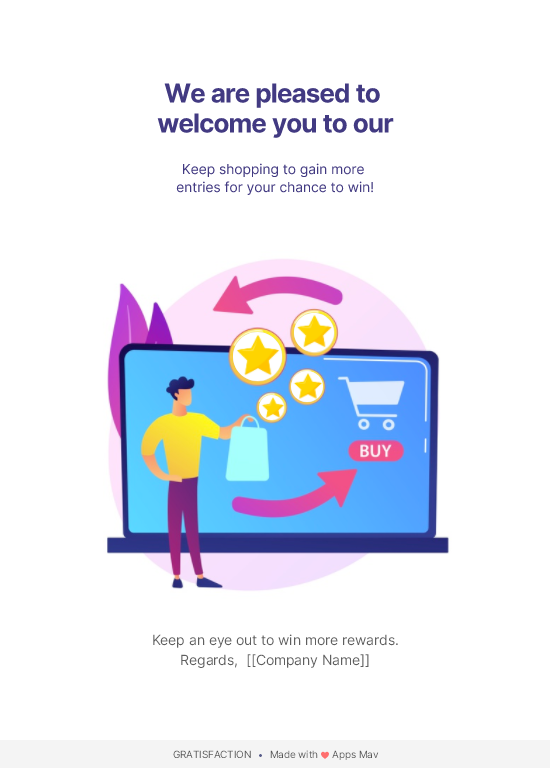 We are pleased to
welcome you to our
Keep shopping to gain more
entries for your chance to win!
BUY
Keep an eye out to win more rewards.
Regards, [[Company Name]]
GRATISFACTION • Made with ❤ Apps Mav